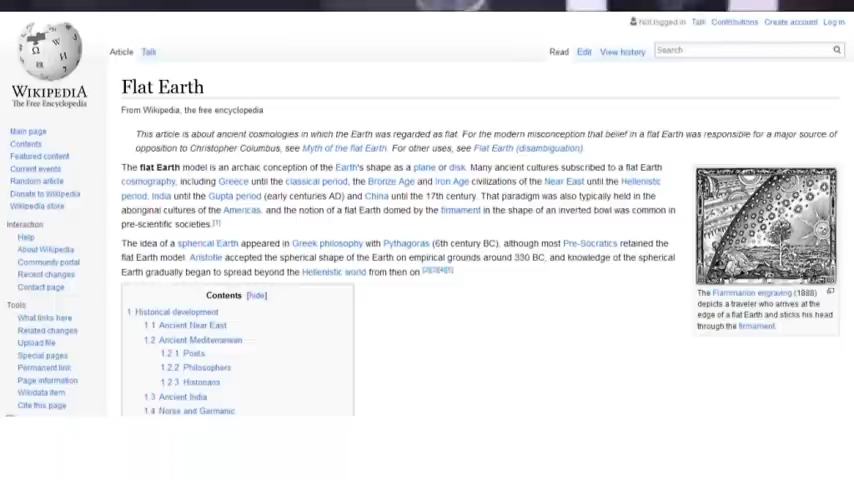 Not logged in Talk Contributions Create account Log in
Article Talk Read Edit View history Search
WIKIPEDIA
The Free Encyclopedia
Main page
Contents
Featured content
Current events
Random article
Donate to Wikipedia
Wikipedia store
Interaction
Help
About Wikipedia
Community portal
Recent changes
Contact page
Tools
What links here
Related changes
Upload file
Special pages
Permanent link
Page information
Wikidata item
Cite this page
Flat Earth
From Wikipedia, the free encyclopedia
This article is about ancient cosmologies in which the Earth was regarded as flat. For the modern misconception that belief in a flat Earth was responsible for a major source of
opposition to Christopher Columbus, see Myth of the flat Earth. For other uses, see Flat Earth (disambiguation).
The flat Earth model is an archaic conception of the Earth's shape as a plane or disk. Many ancient cultures subscribed to a flat Earth
cosmography, including Greece until the classical period, the Bronze Age and Iron Age civilizations of the Near East until the Hellenistic
period, India until the Gupta period (early centuries AD) and China until the 17th century. That paradigm was also typically held in the
aboriginal cultures of the Americas, and the notion of a flat Earth domed by the firmament in the shape of an inverted bowl was common in
pre-scientific societies.[1]
The idea of a spherical Earth appeared in Greek philosophy with Pythagoras (6th century BC), although most Pre-Socratics retained the
flat Earth model. Aristotle accepted the spherical shape of the Earth on empirical grounds around 330 BC, and knowledge of the spherical
Earth gradually began to spread beyond the Hellenistic world from then on.[2][3][4][5]
The Flammarion engraving (1888)
depicts a traveler who arrives at the
edge of a flat Earth and sticks his head
through the firmament.
Contents [hide]
1 Historical development
1.1 Ancient Near East
1.2 Ancient Mediterranean
1.2.1 Poets
1.2.2 Philosophers
1.2.3 Historians
1.3 Ancient India
1.4 Norse and Germanic